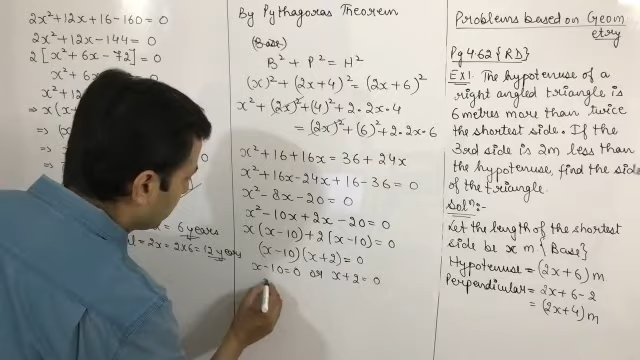 2x² + 12x + 16 - 160 = 0
2x² + 12x - 144 = 0
2[x² + 6x - 72] = 0
x² + 6x
x² + 12
⇒ x(x
⇒ (x
⇒
x = 6 years
= 2x = 2x6 = 12 years
By Pythagoras Theorem
(Base)
B² + P² = H²
(x)² + (2x+4)² = (2x+6)²
x² + (2x)² + (4)² + 2·2x·4
= (2x)² + (6)² + 2·2x·6
x² + 16 + 16x = 36 + 24x
x² + 16x - 24x + 16 - 36 = 0
x² - 8x - 20 = 0
x² - 10x + 2x - 20 = 0
x(x-10) + 2(x-10) = 0
(x-10)(x+2) = 0
x-10=0 or x+2=0
Problems based on Geom
etry
Pg 4.62 {RD}
EX1. The hypotenuse of a
right angled triangle is
6 metres more than twice
the shortest side. If the
3rd side is 2m less than
the hypotenuse, find the side
of the triangle.
Solⁿ:-
Let the length of the shortest
side be x m {Base}
Hypotenuse = (2x+6) m
Perpendicular = 2x+6-2
= (2x+4) m